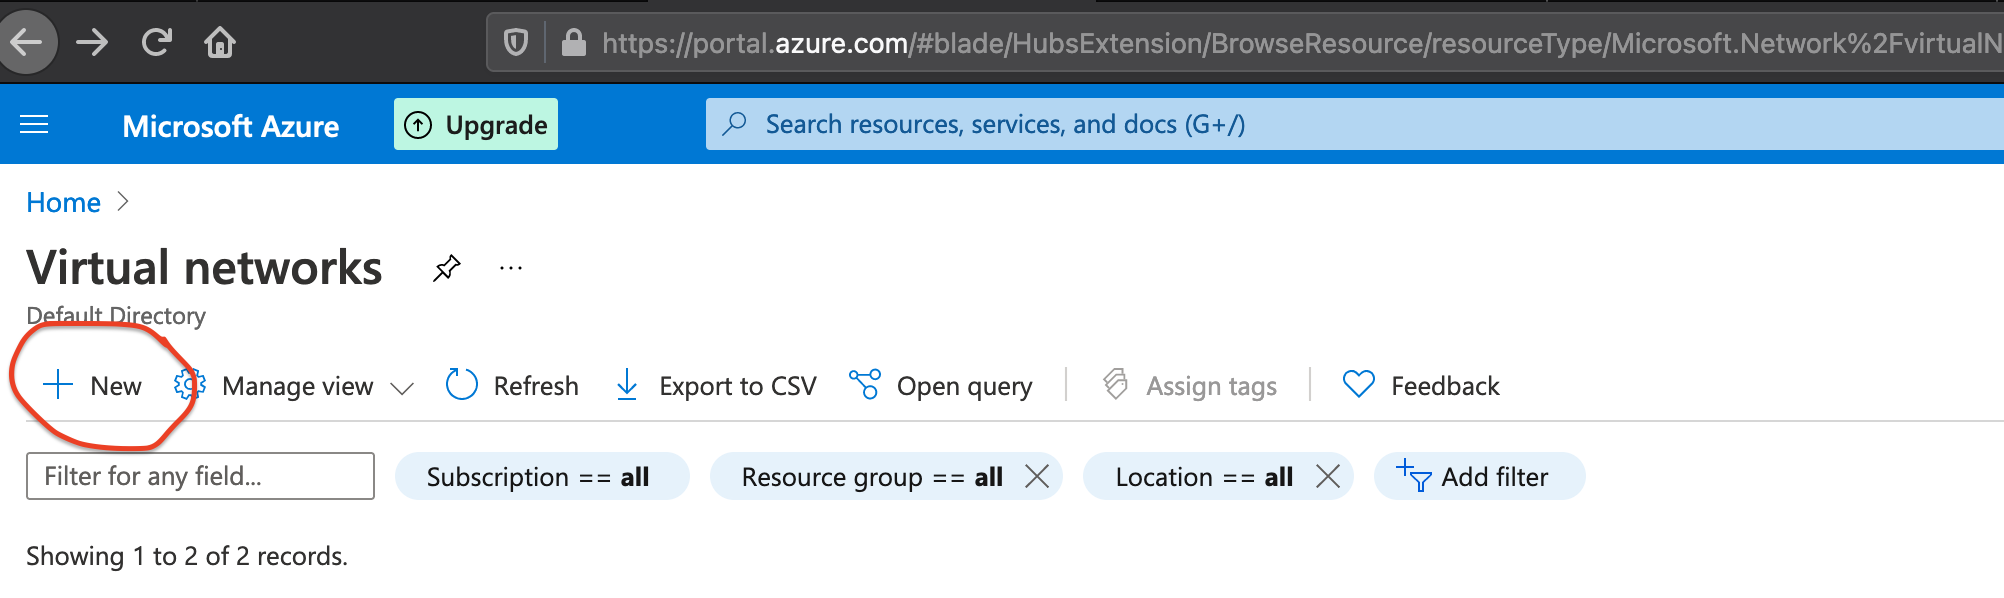 https://portal.azure.com/#blade/HubsExtension/BrowseResource/resourceType/Microsoft.Network%2FvirtualN
Microsoft Azure Upgrade Search resources, services, and docs (G+/)
Home
Virtual networks ...
Default Directory
New Manage view Refresh Export to CSV Open query Assign tags Feedback
Filter for any field... Subscription == all Resource group == all Location == all Add filter
Showing 1 to 2 of 2 records.